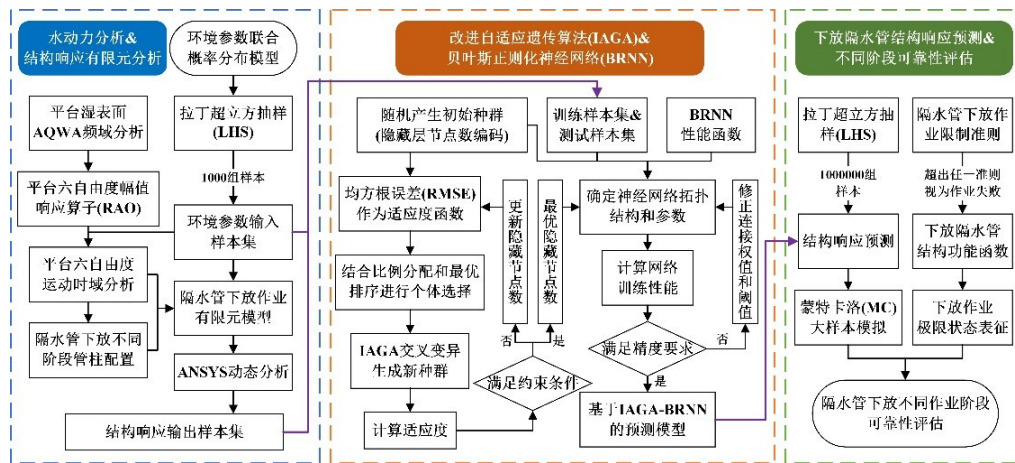 水动力分析&
结构响应有限元分析
环境参数联合
概率分布模型
平台湿表面
AQWA频域分析
拉丁超立方抽样
(LHS)
1000组样本
平台六自由度幅值
响应算子(RAO)
环境参数输入
样本集
平台六自由度
运动时域分析
隔水管下放作业
有限元模型
隔水管下放不同
阶段管柱配置
ANSYS动态分析
结构响应输出样本集
改进自适应遗传算法(IAGA)&
贝叶斯正则化神经网络(BRNN)
随机产生初始种群
(隐藏层节点数编码)
训练样本集&
测试样本集
BRNN
性能函数
均方根误差(RMSE)
作为适应度函数
更新隐藏节点数
最优隐藏节点数
确定神经网络拓扑
结构和参数
修正连接权值和阈值
结合比例分配和最优
排序进行个体选择
计算网络
训练性能
否
是
满足精度要求
否
是
IAGA交叉变异
生成新种群
满足约束条件
计算适应度
基于IAGA-BRNN
的预测模型
下放隔水管结构响应预测&
不同阶段可靠性评估
拉丁超立方抽
样(LHS)
隔水管下放作
业限制准则
1000000组
样本
超出任一准则
视为作业失败
结构响应预测
下放隔水管
结构功能函数
蒙特卡洛(MC)
大样本模拟
下放作业
极限状态表征
隔水管下放不同作业阶段
可靠性评估